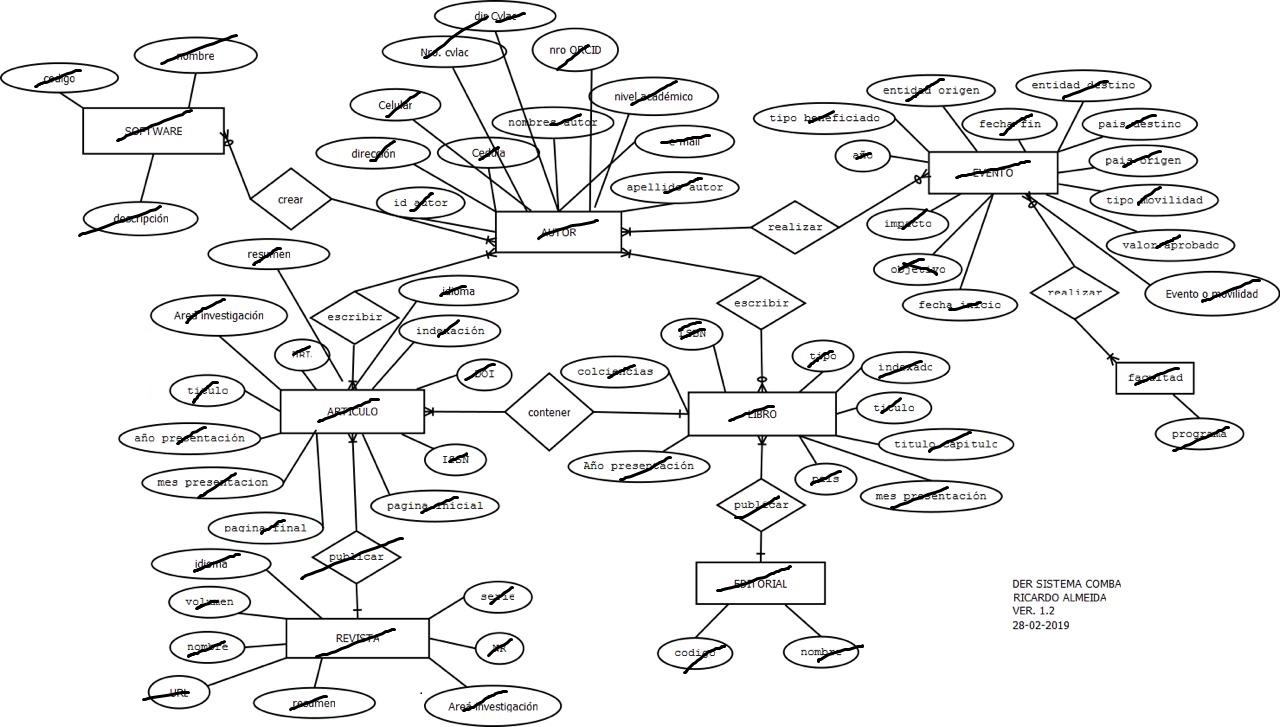 dir Cvlac
Nro. cvlac
nro ORCID
nombre
codigo
SOFTWARE
descripción
crear
Celular
nombres autor
nivel académico
dirección
Cedula
e-mail
id autor
apellido autor
AUTOR
entidad origen
entidad destino
tipo beneficiado
fecha fin
pais destino
año
pais origen
EVENTO
tipo movilidad
impacto
valor aprobado
objetivo
Evento o movilidad
fecha inicio
realizar
realizar
facultad
programa
resumen
idioma
Area investigación
escribir
indexación
titulo
DOI
ARTICULO
año presentación
ISSN
mes presentacion
pagina inicial
pagina final
publicar
contener
escribir
ISBN
tipo
colciencias
indexado
titulo
LIBRO
titulo capitulo
Año presentación
pais
mes presentación
publicar
EDITORIAL
codigo
nombre
idioma
volumen
serie
nombre
REVISTA
URL
resumen
Area investigación
DER SISTEMA COMBA
RICARDO ALMEIDA
VER. 1.2
28-02-2019